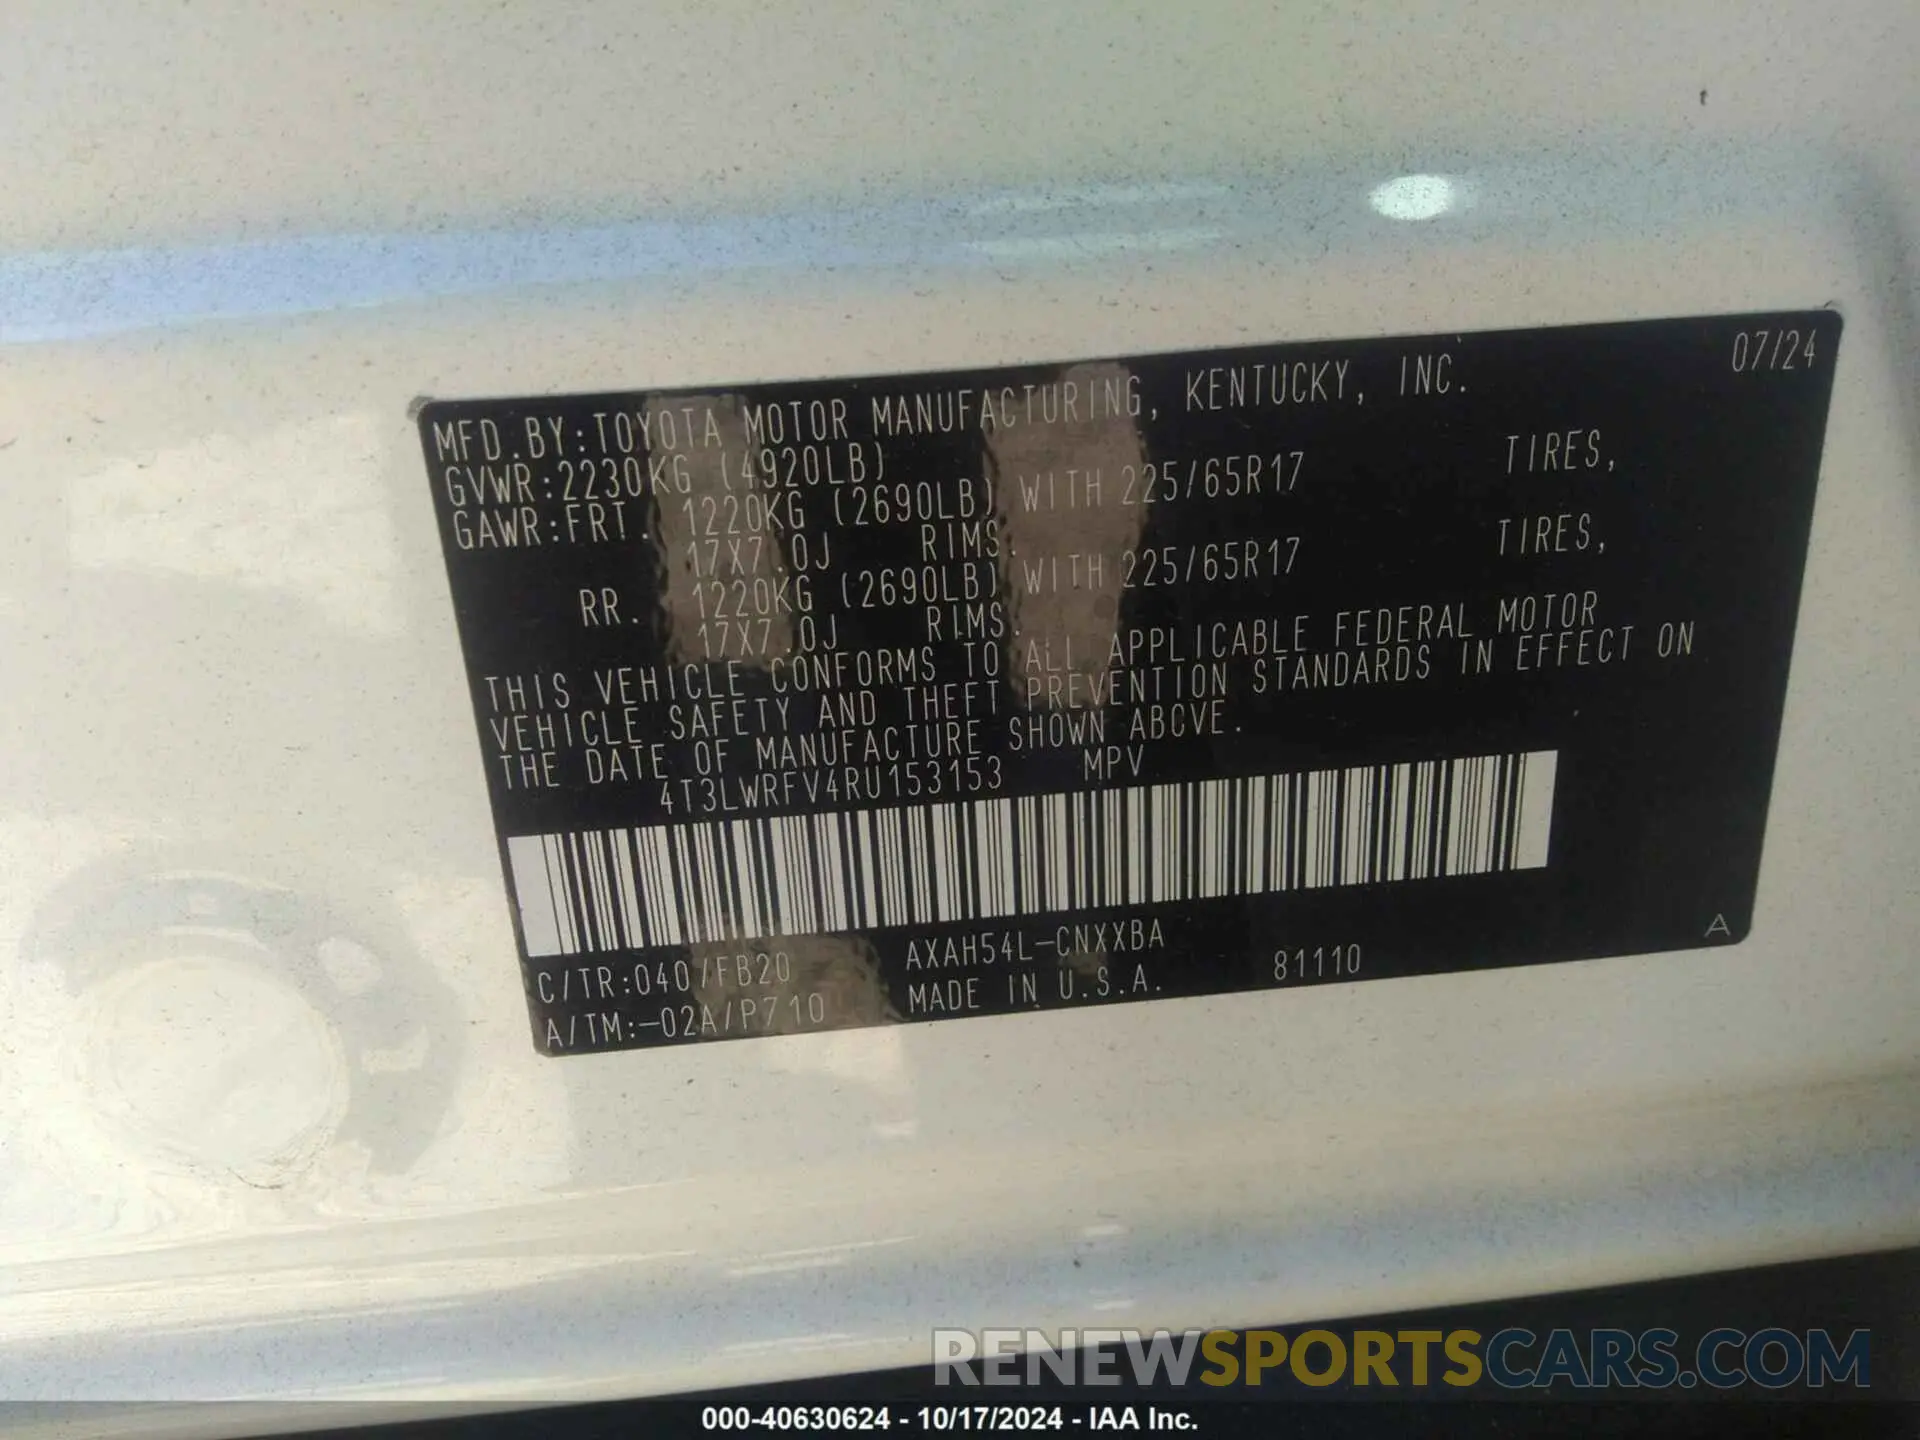 07/24
MFD.BY:TOYOTA MOTOR MANUFACTURING, KENTUCKY, INC.
GVWR:2230KG (4920LB)
GAWR:FRT. 1220KG (2690LB) WITH 225/65R17 TIRES,
17X7.0J RIMS.
RR. 1220KG (2690LB) WITH 225/65R17 TIRES,
17X7.0J RIMS.
THIS VEHICLE CONFORMS TO ALL APPLICABLE FEDERAL MOTOR
VEHICLE SAFETY AND THEFT PREVENTION STANDARDS IN EFFECT ON
THE DATE OF MANUFACTURE SHOWN ABOVE.
4T3LWRFV4RU153153 MPV
C/TR:040/FB20 AXAH54L-CNXXBA
A/TM:-02A/P710 MADE IN U.S.A. 81110
A
RENEWSPORTSCARS.COM
000-40630624 - 10/17/2024 - IAA Inc.